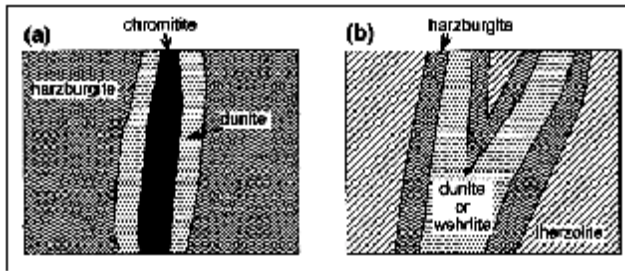 chromitite
(a)
harzburgite
dunite
harzburgite
(b)
dunite
or
wehrlite
lherzolite